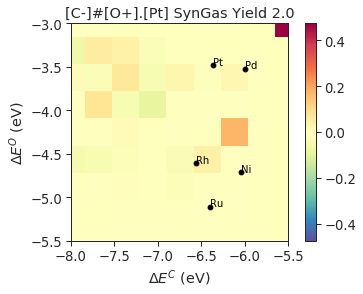 [C-]#[O+].[Pt] SynGas Yield 2.0
−3.0
−3.5
−4.0
−4.5
−5.0
−5.5
ΔE^O (eV)
Pt
Pd
Rh
Ni
Ru
−8.0 −7.5 −7.0 −6.5 −6.0 −5.5
ΔE^C (eV)
0.4
0.2
0.0
−0.2
−0.4